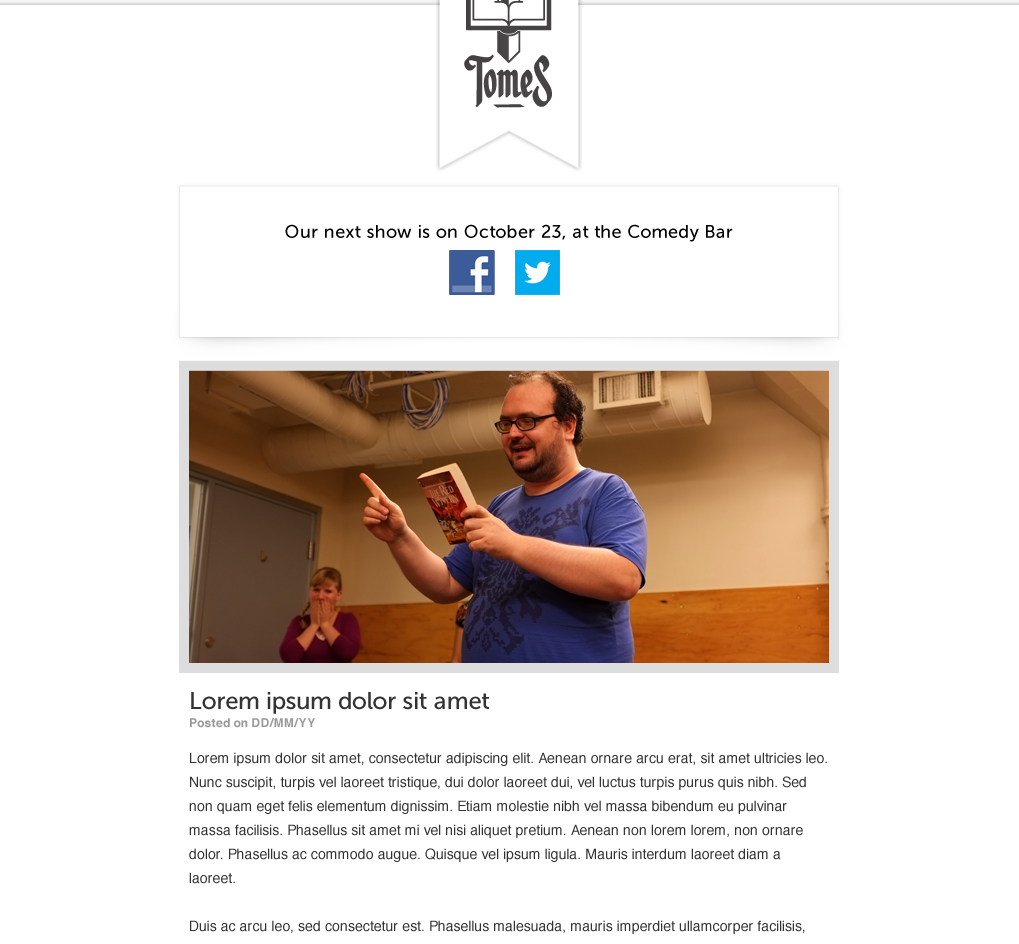 TomeS
Our next show is on October 23, at the Comedy Bar
f
RED
Lorem ipsum dolor sit amet
Posted on DD/MM/YY
Lorem ipsum dolor sit amet, consectetur adipiscing elit. Aenean ornare arcu erat, sit amet ultricies leo.
Nunc suscipit, turpis vel laoreet tristique, dui dolor laoreet dui, vel luctus turpis purus quis nibh. Sed
non quam eget felis elementum dignissim. Etiam molestie nibh vel massa bibendum eu pulvinar
massa facilisis. Phasellus sit amet mi vel nisi aliquet pretium. Aenean non lorem lorem, non ornare
dolor. Phasellus ac commodo augue. Quisque vel ipsum ligula. Mauris interdum laoreet diam a
laoreet.
Duis ac arcu leo, sed consectetur est. Phasellus malesuada, mauris imperdiet ullamcorper facilisis,